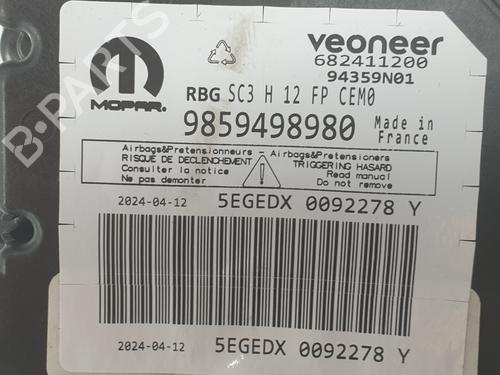 veoneer
682411200
94359N01
MOPAR.
RBG SC3 H 12 FP CEM0
9859498980 Made in France
Airbags&Pretensionneurs - Airbags&Pretensioners
RISQUE DE DECLENCHEMENT TRIGGERING HASARD
Consulter la notice Read manual
Ne pas demonter Do not remove
2024-04-12 5EGEDX 0092278 Y
2024-04-12 5EGEDX 0092278 Y
B-PARTS